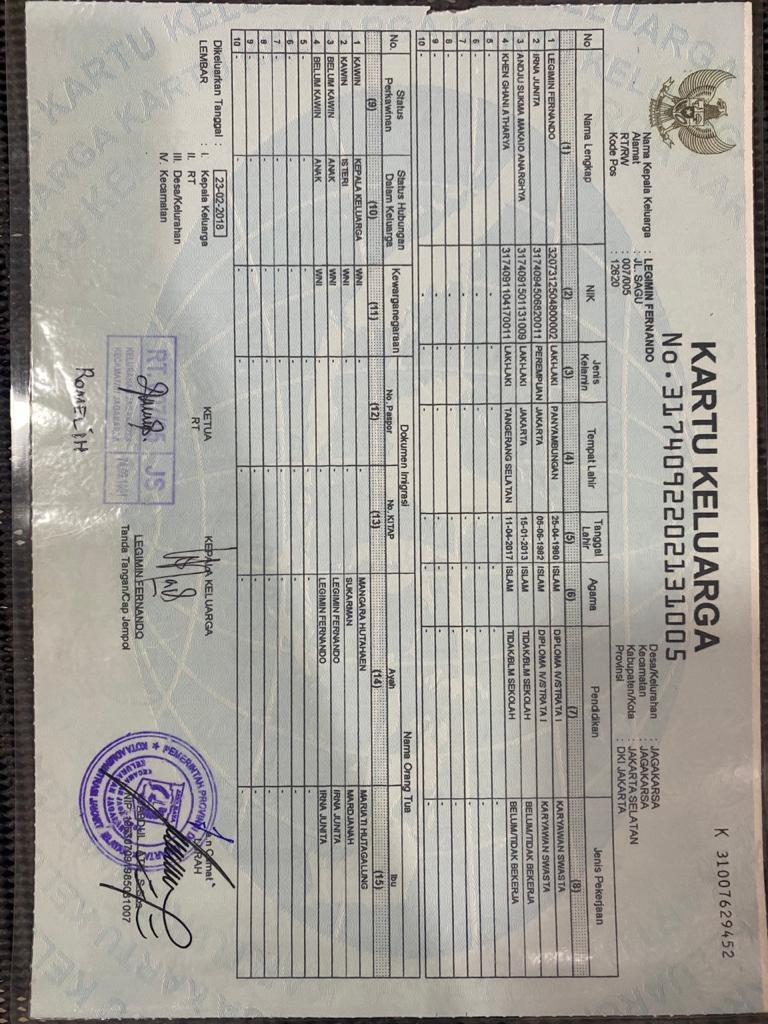 KARTU KELUARGA
No. 3174092202131005
K 31007629452
Nama Kepala Keluarga : LEGIMIN FERNANDO
Alamat : JL. SAGU
RT/RW : 007/005
Kode Pos : 12620
Desa/Kelurahan : JAGAKARSA
Kecamatan : JAGAKARSA
Kabupaten/Kota : JAKARTA SELATAN
Provinsi : DKI JAKARTA
No Nama Lengkap NIK Jenis Kelamin Tempat Lahir Tanggal Lahir Agama Pendidikan Jenis Pekerjaan
(1) (2) (3) (4) (5) (6) (7) (8)
1 LEGIMIN FERNANDO 3207312504800002 LAKI-LAKI PANYAMBUNGAN 25-04-1980 ISLAM DIPLOMA IV/STRATA I KARYAWAN SWASTA
2 IRNA JUNITA 3174094506820011 PEREMPUAN JAKARTA 05-06-1982 ISLAM DIPLOMA IV/STRATA I KARYAWAN SWASTA
3 ANDJU SUKMA MAKAIO ANARGHYA 3174091501131009 LAKI-LAKI JAKARTA 15-01-2013 ISLAM TIDAK/BLM SEKOLAH BELUM/TIDAK BEKERJA
4 KHEN GHANI ATHARYA 3174091104170011 LAKI-LAKI TANGERANG SELATAN 11-04-2017 ISLAM TIDAK/BLM SEKOLAH BELUM/TIDAK BEKERJA
5 - - - - - - - -
6 - - - - - - - -
7 - - - - - - - -
8 - - - - - - - -
9 - - - - - - - -
10 - - - - - - - -
No. Status Perkawinan Status Hubungan Dalam Keluarga Kewarganegaraan Dokumen Imigrasi Nama Orang Tua
No. Paspor No. KITAP Ayah Ibu
(9) (10) (11) (12) (13) (14) (15)
1 KAWIN KEPALA KELUARGA WNI - - MANGARA HUTAHAEN MARIATI HUTAGALUNG
2 KAWIN ISTERI WNI - - SUKARMAN MARDJANAH
3 BELUM KAWIN ANAK WNI - - LEGIMIN FERNANDO IRNA JUNITA
4 BELUM KAWIN ANAK WNI - - LEGIMIN FERNANDO IRNA JUNITA
5 - - - - - - -
6 - - - - - - -
7 - - - - - - -
8 - - - - - - -
9 - - - - - - -
10 - - - - - - -
Dikeluarkan Tanggal : 23-02-2018
LEMBAR : I. Kepala Keluarga
II. RT
III. Desa/Kelurahan
IV. Kecamatan
KETUA
RT
ROMELIH
KEPALA KELUARGA
LEGIMIN FERNANDO
Tanda Tangan/Cap Jempol
an Camat